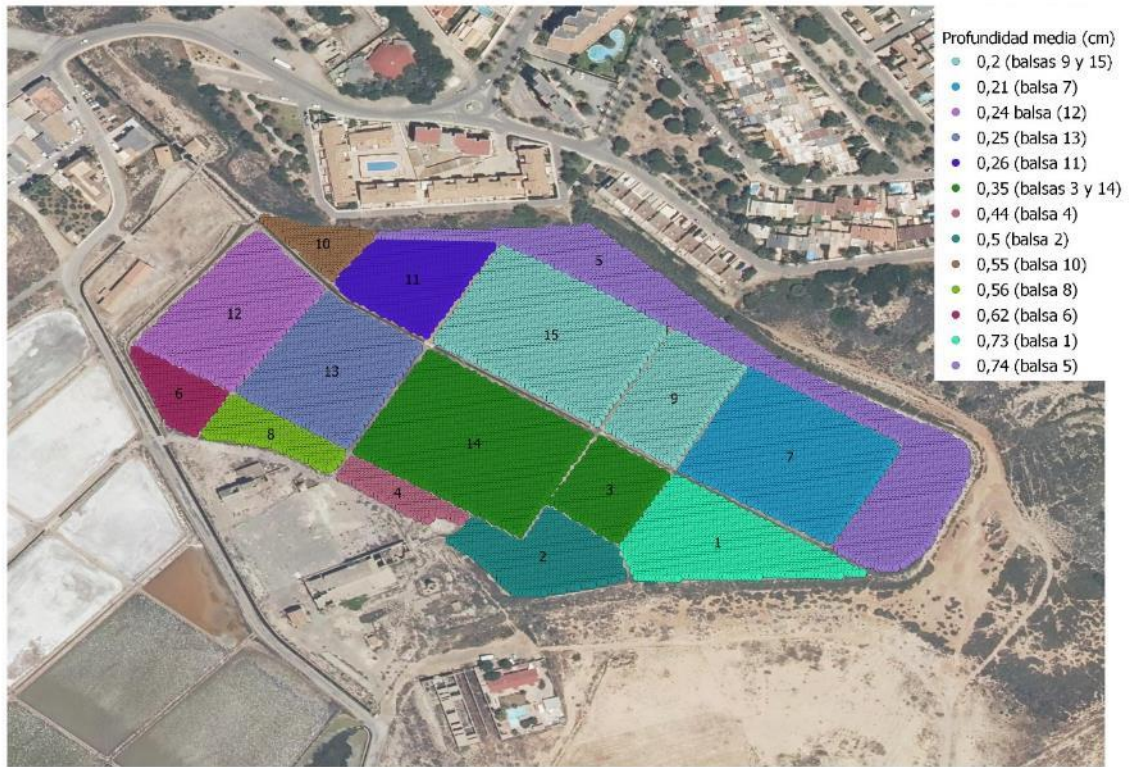 Profundidad media (cm)
0,2 (balsas 9 y 15)
0,21 (balsa 7)
0,24 balsa (12)
0,25 (balsa 13)
0,26 (balsa 11)
0,35 (balsas 3 y 14)
0,44 (balsa 4)
0,5 (balsa 2)
0,55 (balsa 10)
0,56 (balsa 8)
0,62 (balsa 6)
0,73 (balsa 1)
0,74 (balsa 5)
10
5
11
12
15
13
6
9
8
14
7
3
4
1
2